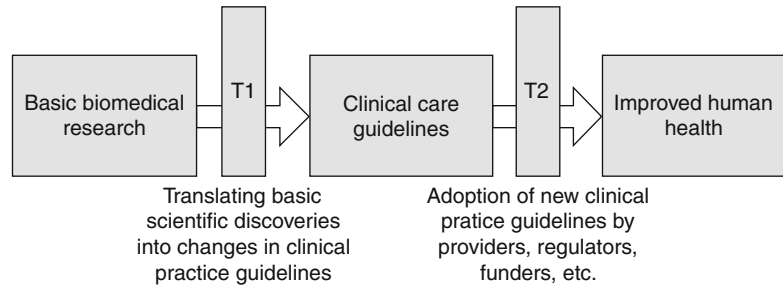 Basic biomedical
research
T1
Clinical care
guidelines
T2
Improved human
health
Translating basic
scientific discoveries
into changes in clinical
practice guidelines
Adoption of new clinical
pratice guidelines by
providers, regulators,
funders, etc.